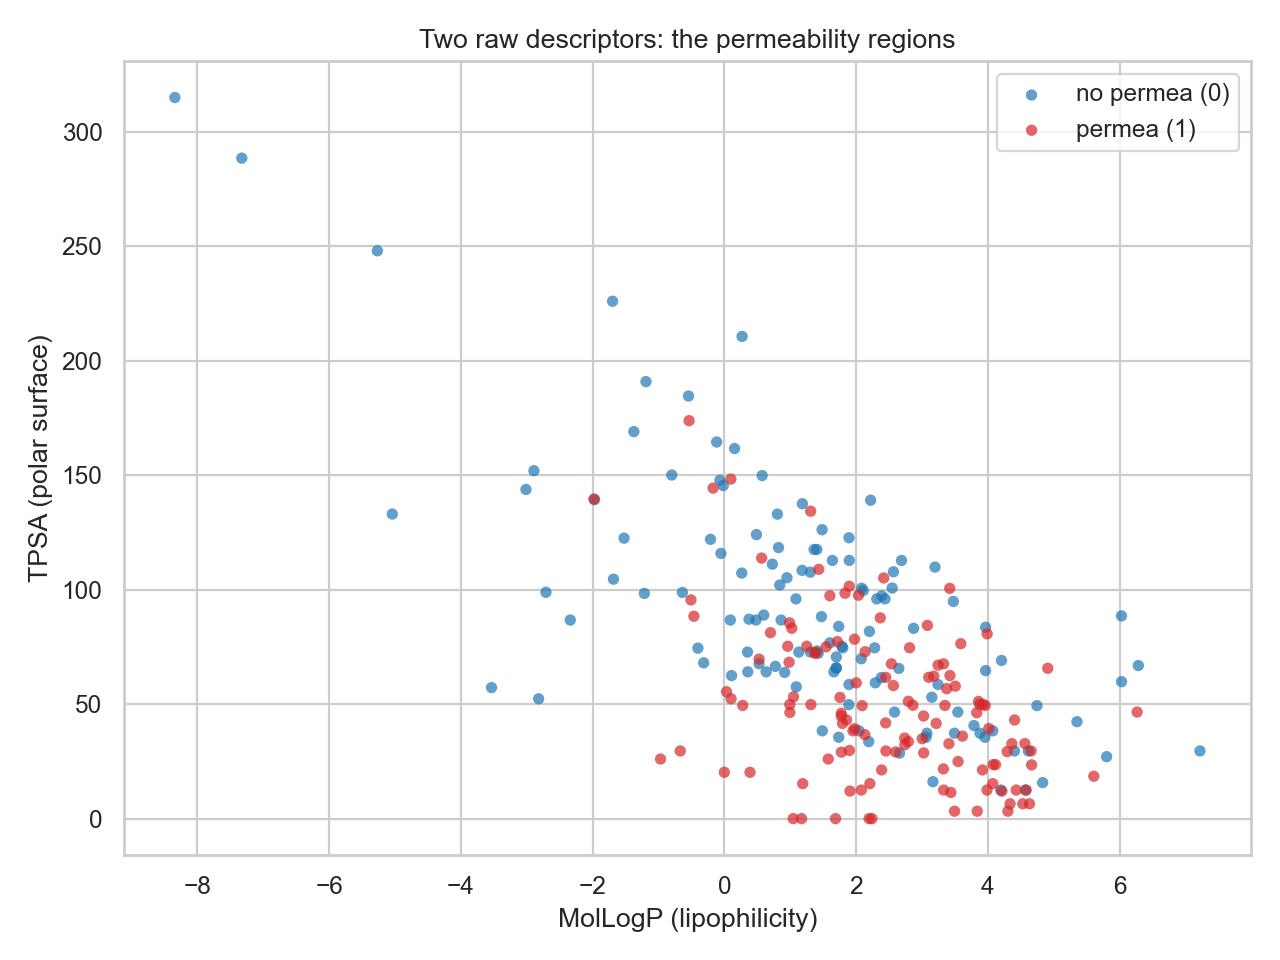 Two raw descriptors: the permeability regions
no permea (0)
permea (1)
300
250
200
150
100
50
0
TPSA (polar surface)
−8 −6 −4 −2 0 2 4 6
MolLogP (lipophilicity)